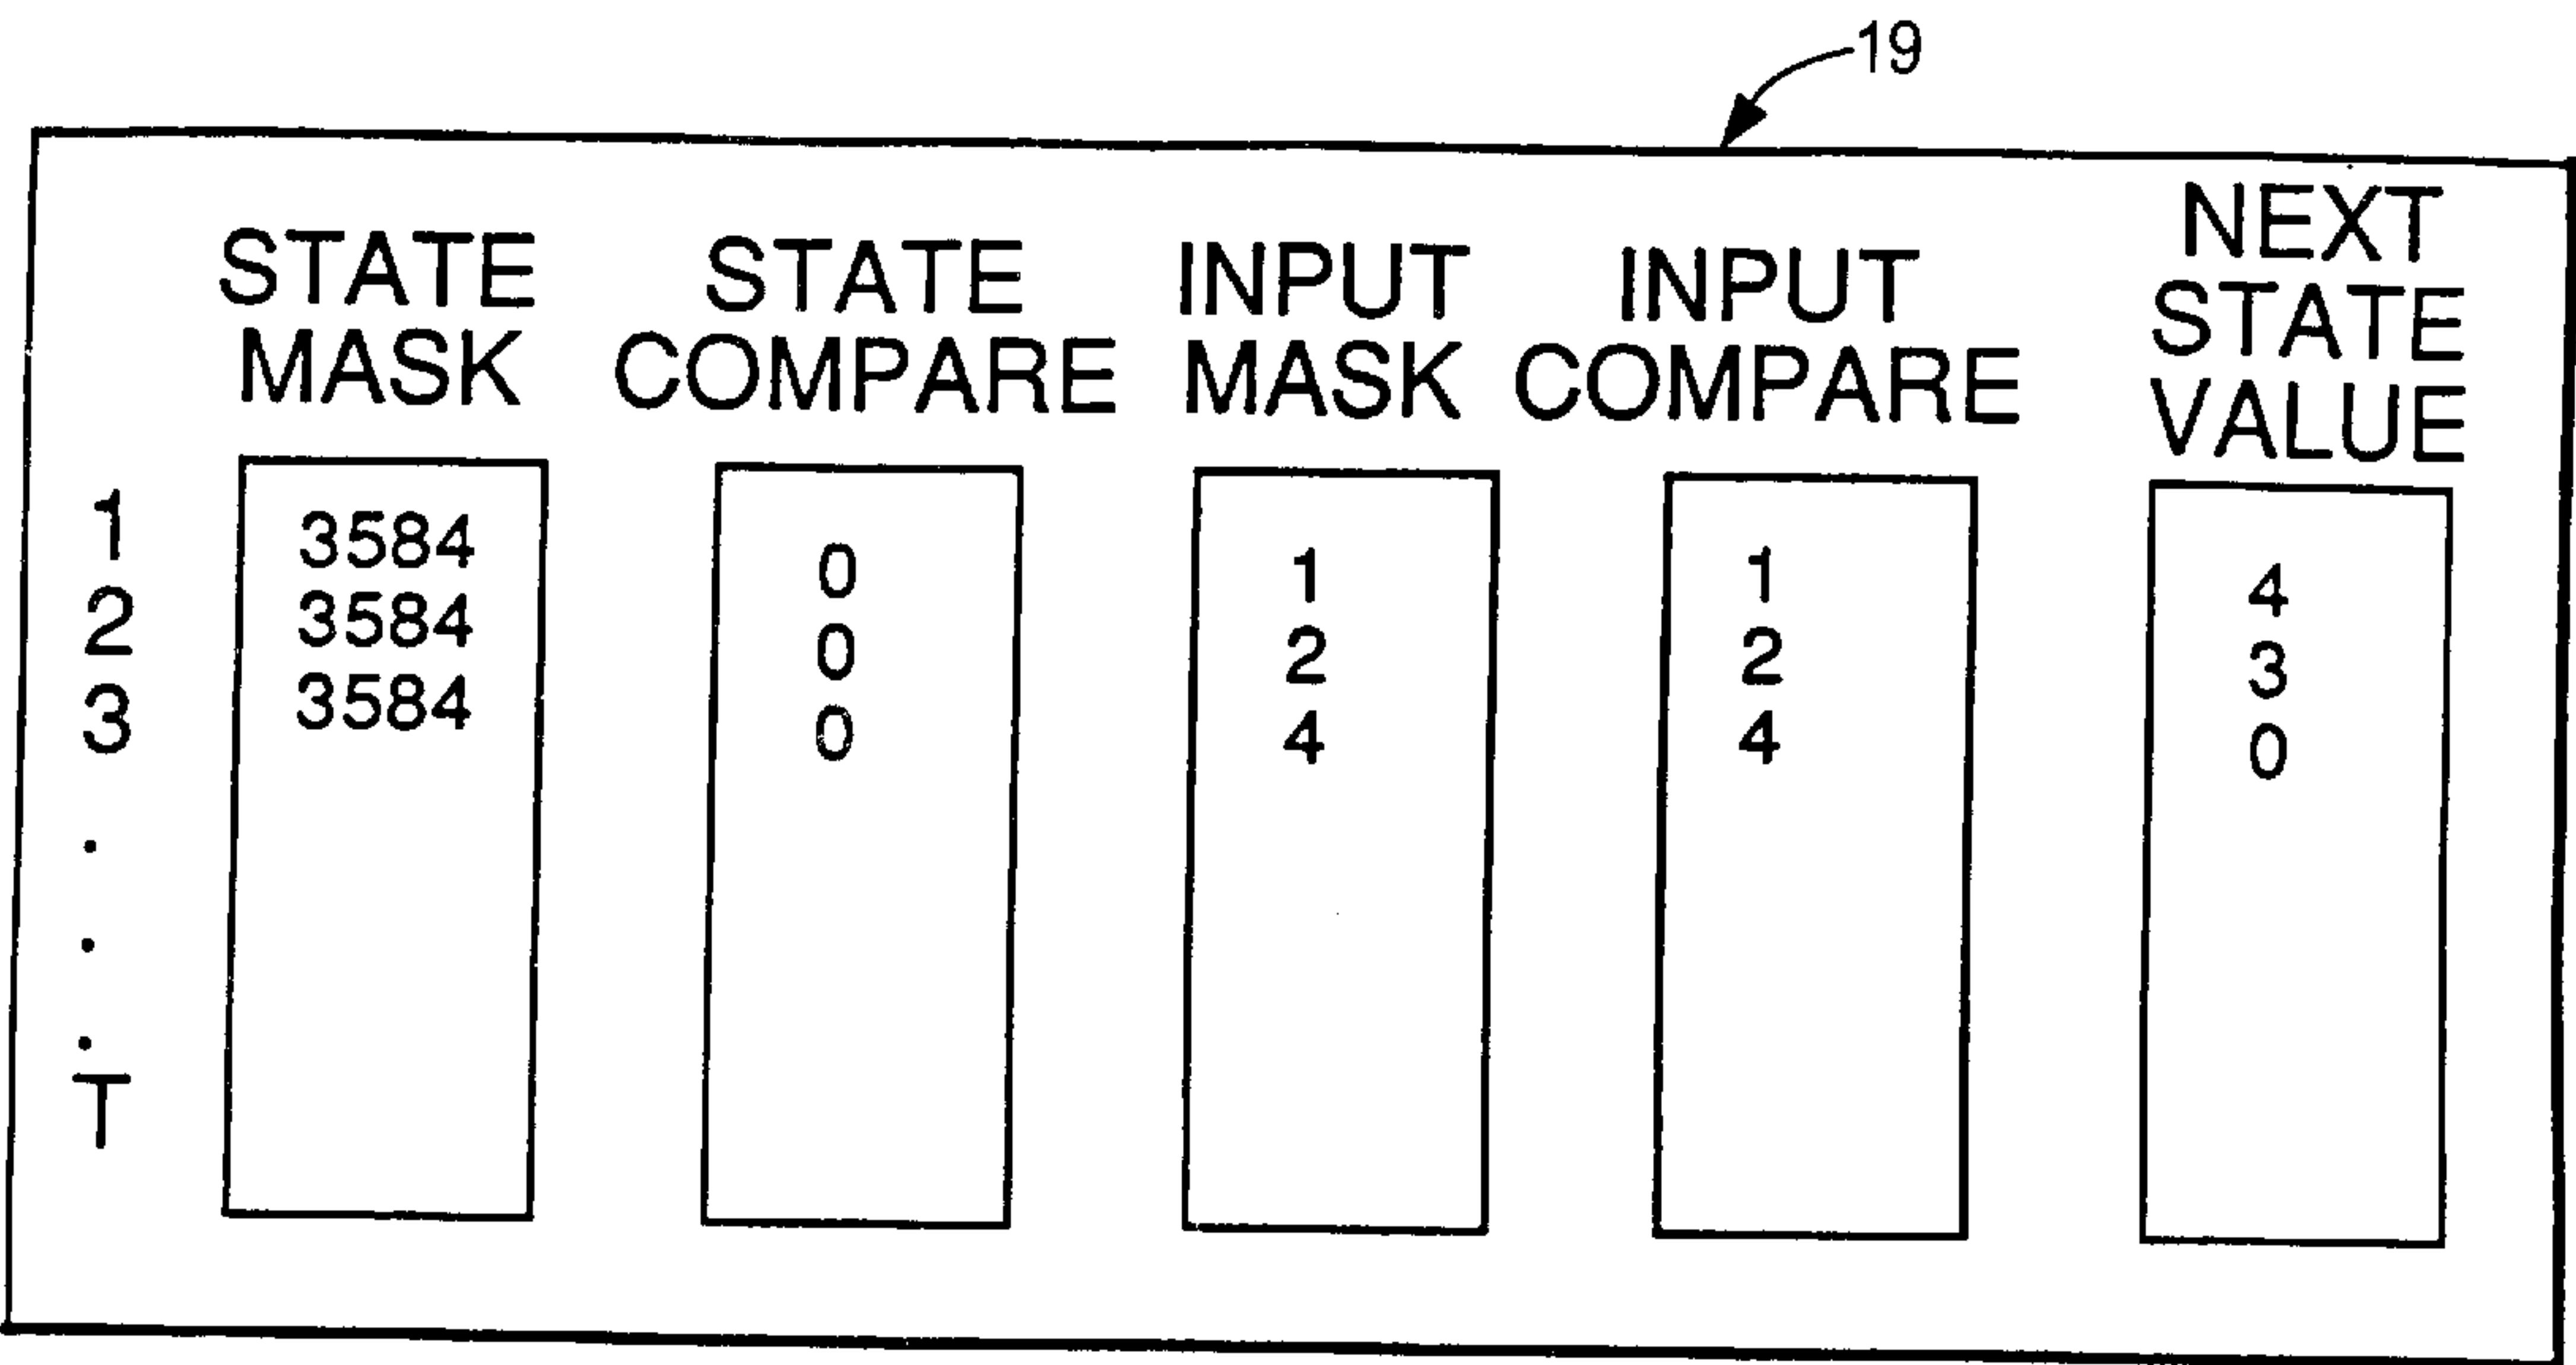 19
STATE MASK STATE COMPARE INPUT MASK INPUT COMPARE NEXT STATE VALUE
1 3584 0 1 1 4
2 3584 0 2 2 3
3 3584 0 4 4 0
.
.
.
T